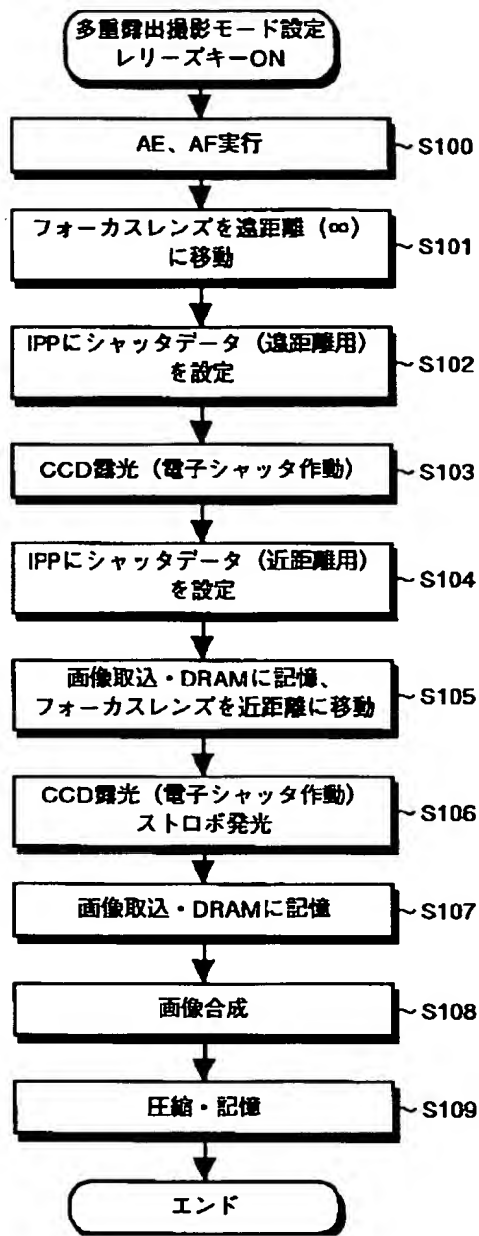 多重露出撮影モード設定
レリーズキーON
AE、AF実行
~S100
フォーカスレンズを遠距離 (∞)
に移動
~S101
IPPにシャッタデータ (遠距離用)
を設定
~S102
CCD露光 (電子シャッタ作動)
~S103
IPPにシャッタデータ (近距離用)
を設定
~S104
画像取込・DRAMに記憶、
フォーカスレンズを近距離に移動
~S105
CCD露光 (電子シャッタ作動)
ストロボ発光
~S106
画像取込・DRAMに記憶
~S107
画像合成
~S108
圧縮・記憶
~S109
エンド